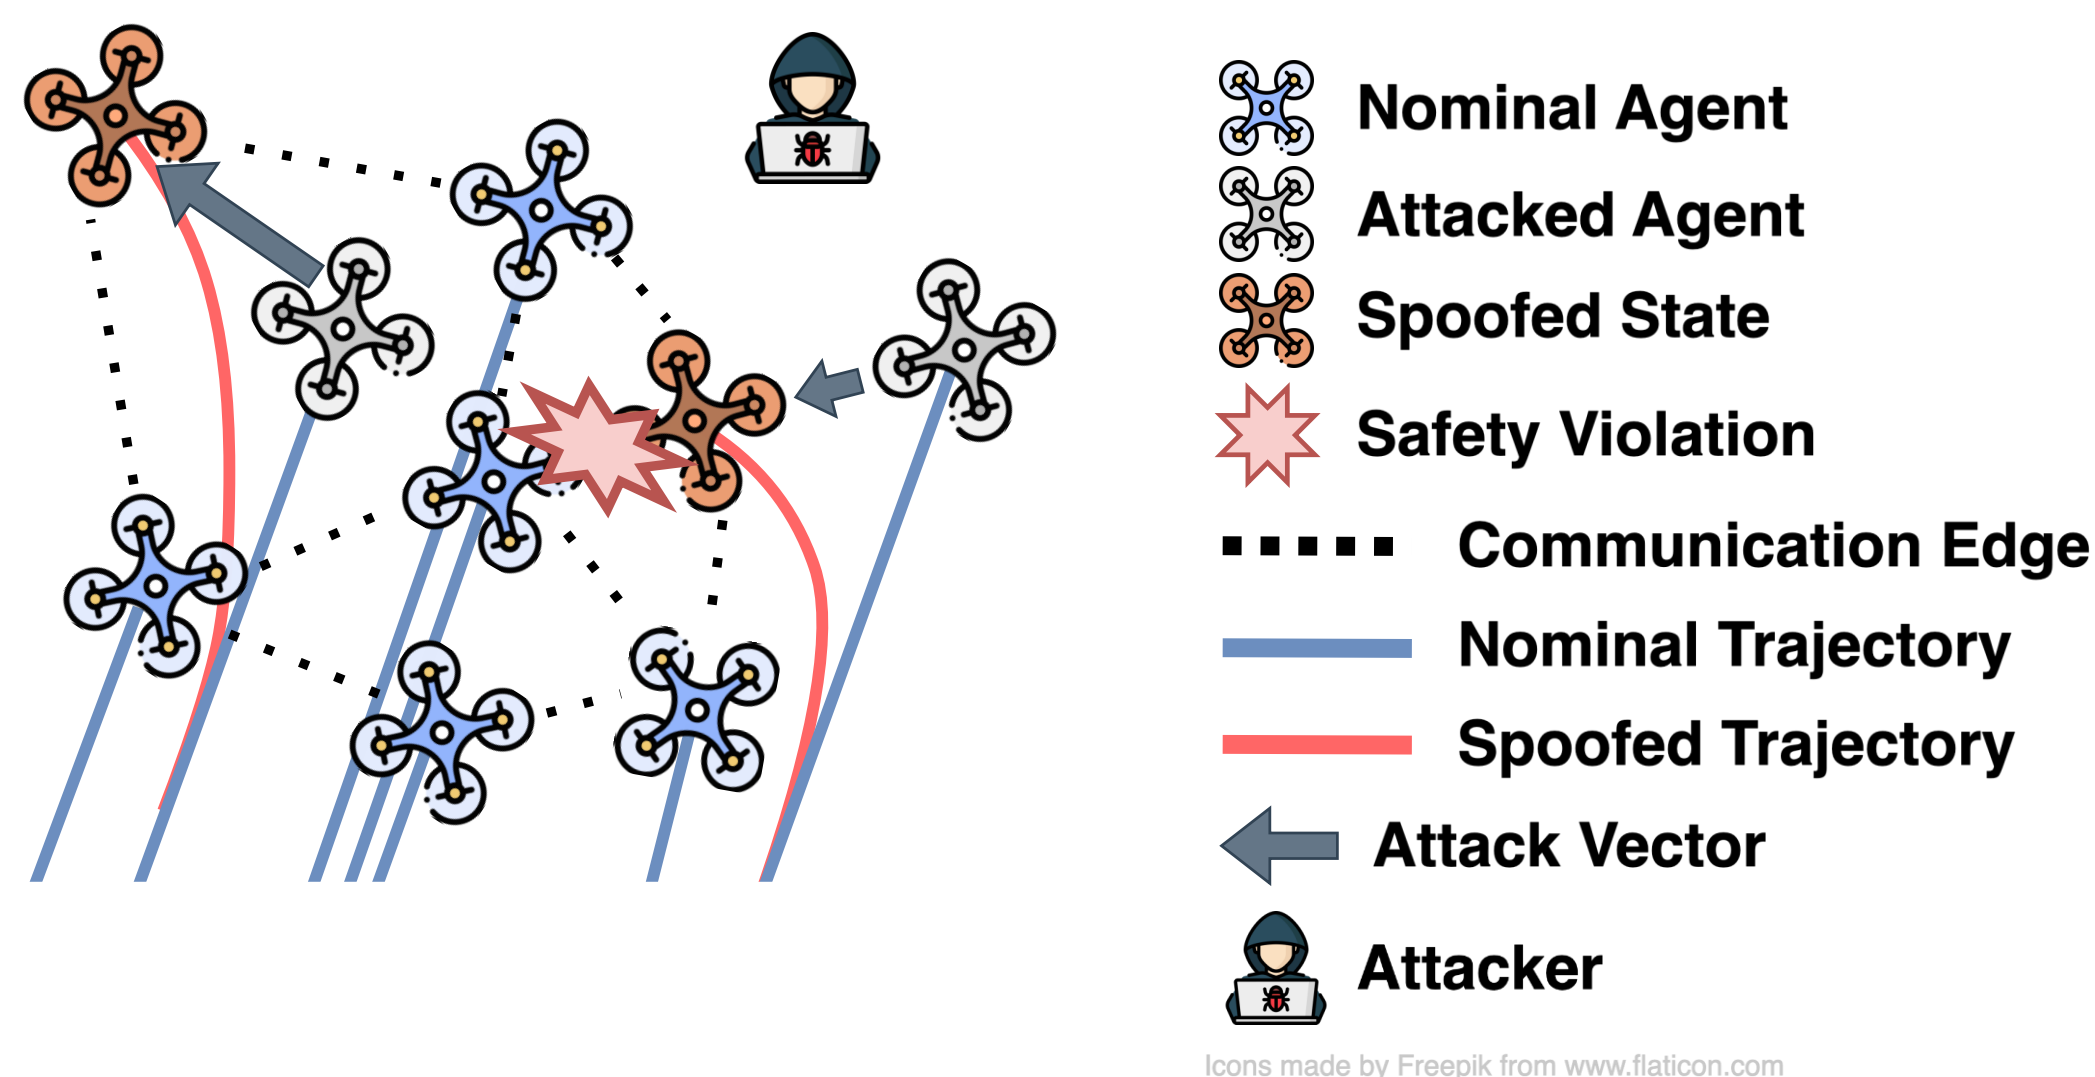 Nominal Agent
Attacked Agent
Spoofed State
Safety Violation
Communication Edge
Nominal Trajectory
Spoofed Trajectory
Attack Vector
Attacker
Icons made by Freepik from www.flaticon.com